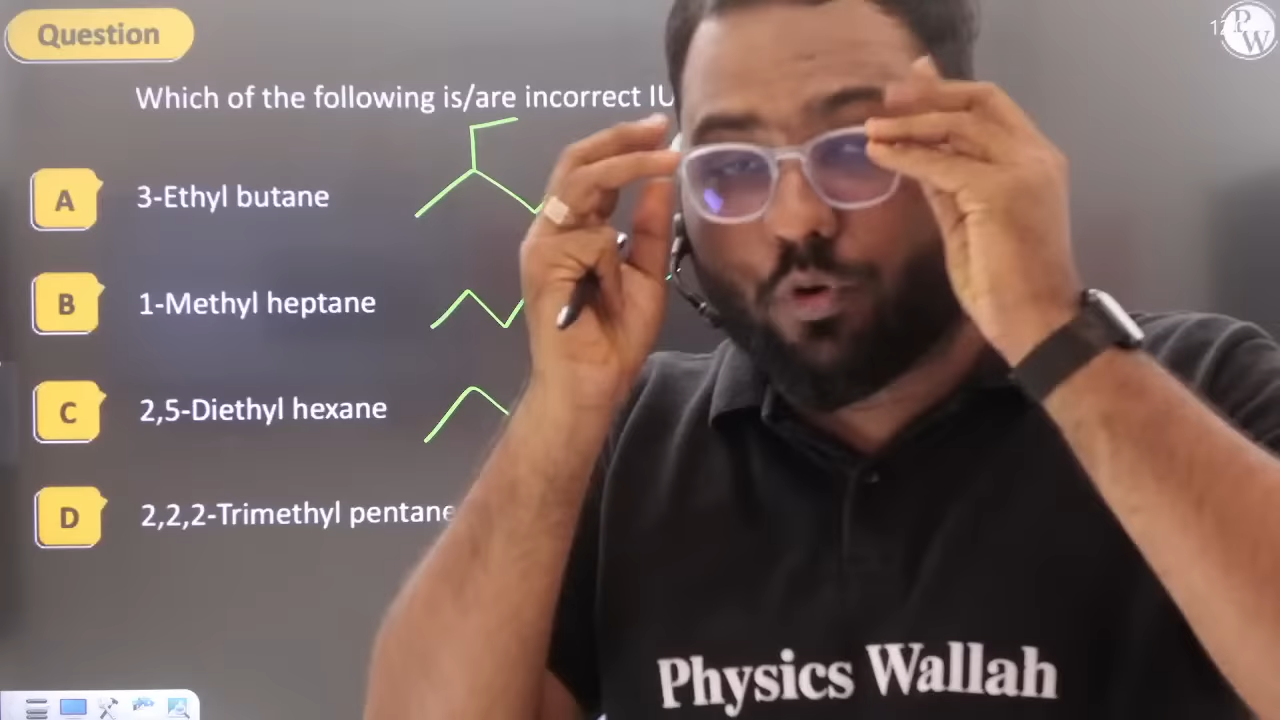 Question
Which of the following is/are incorrect IU
A 3-Ethyl butane
B 1-Methyl heptane
C 2,5-Diethyl hexane
D 2,2,2-Trimethyl pentane
PW
Physics Wallah